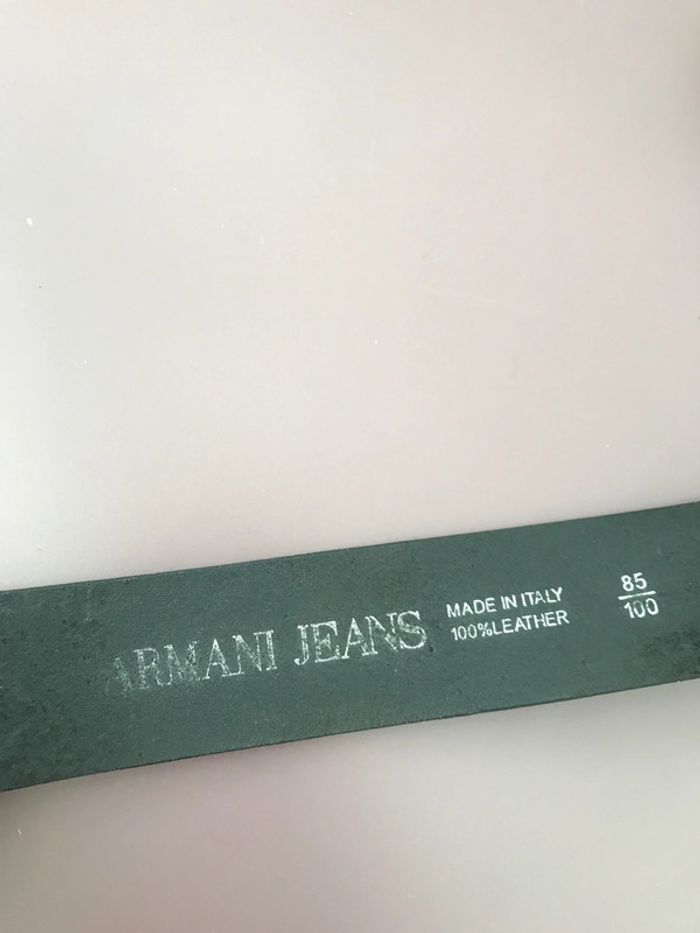 ARMANI JEANS
MADE IN ITALY
100%LEATHER
85
100